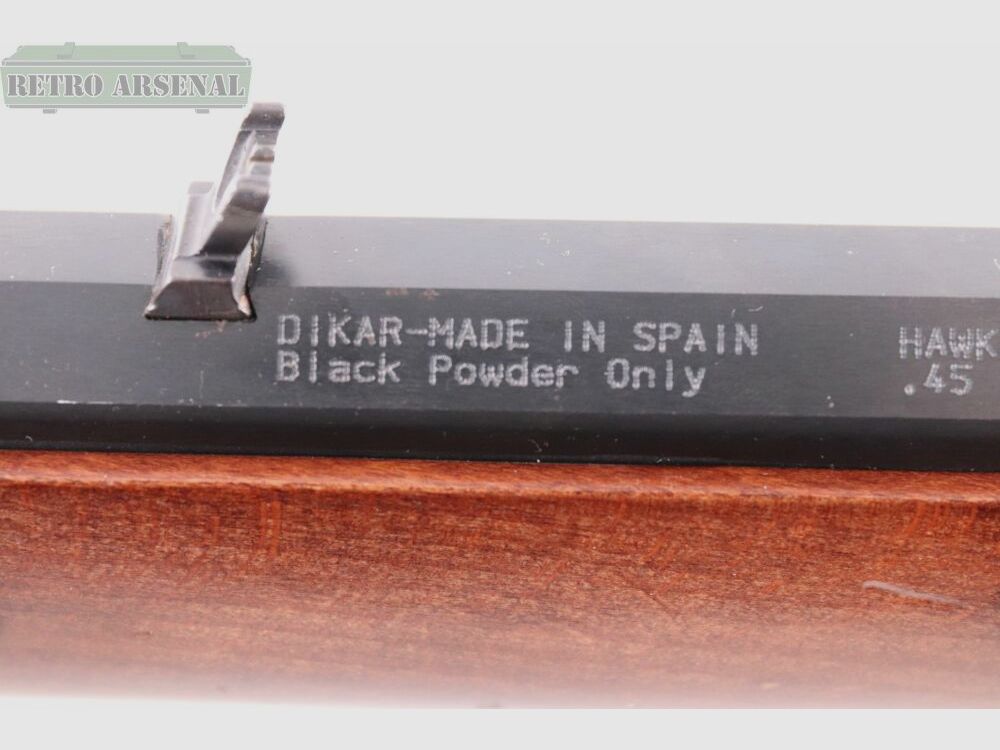 RETRO ARSENAL
DIKAR-MADE IN SPAIN
Black Powder Only
HAWK
.45